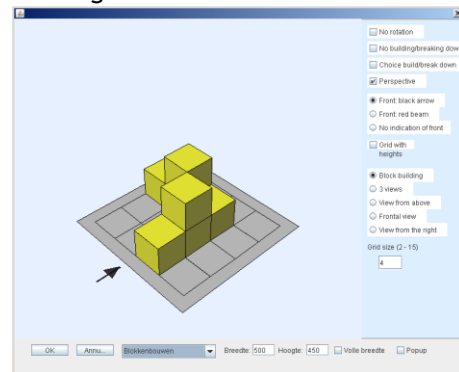 No rotation
No building/breaking dow
Choice build/break down
Perspective
Front: black arrow
Front: red beam
No indication of front
Grid with
heights
Block building
3 views
View from above
Frontal view
View from the right
Grid size (2 - 15)
4
OK Annu... Blokkenbouwen Breedte: 500 Hoogte: 450 Volle breedte Popup